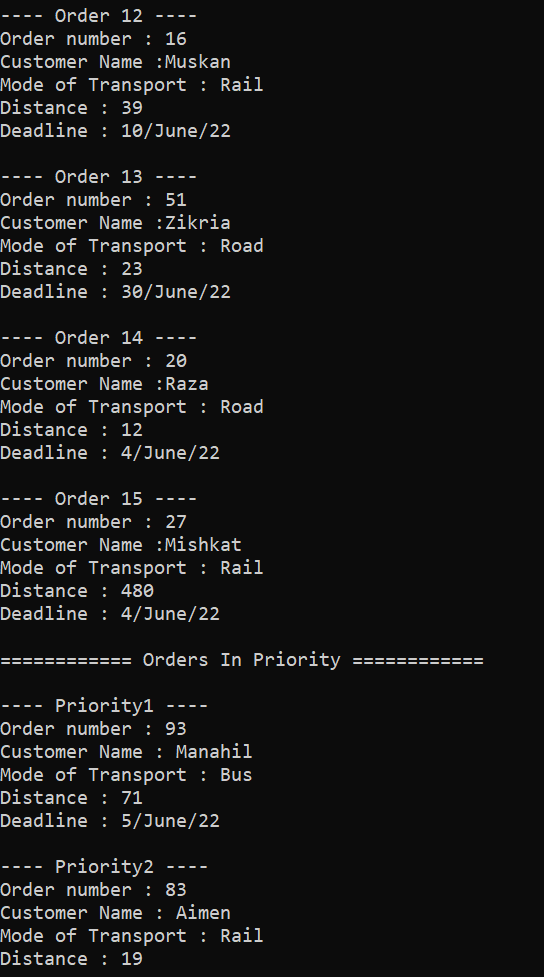 ---- Order 12 ----
Order number : 16
Customer Name :Muskan
Mode of Transport : Rail
Distance : 39
Deadline : 10/June/22
---- Order 13 ----
Order number : 51
Customer Name :Zikria
Mode of Transport : Road
Distance : 23
Deadline : 30/June/22
---- Order 14 ----
Order number : 20
Customer Name :Raza
Mode of Transport : Road
Distance : 12
Deadline : 4/June/22
---- Order 15 ----
Order number : 27
Customer Name :Mishkat
Mode of Transport : Rail
Distance : 480
Deadline : 4/June/22
============ Orders In Priority ============
---- Priority1 ----
Order number : 93
Customer Name : Manahil
Mode of Transport : Bus
Distance : 71
Deadline : 5/June/22
---- Priority2 ----
Order number : 83
Customer Name : Aimen
Mode of Transport : Rail
Distance : 19